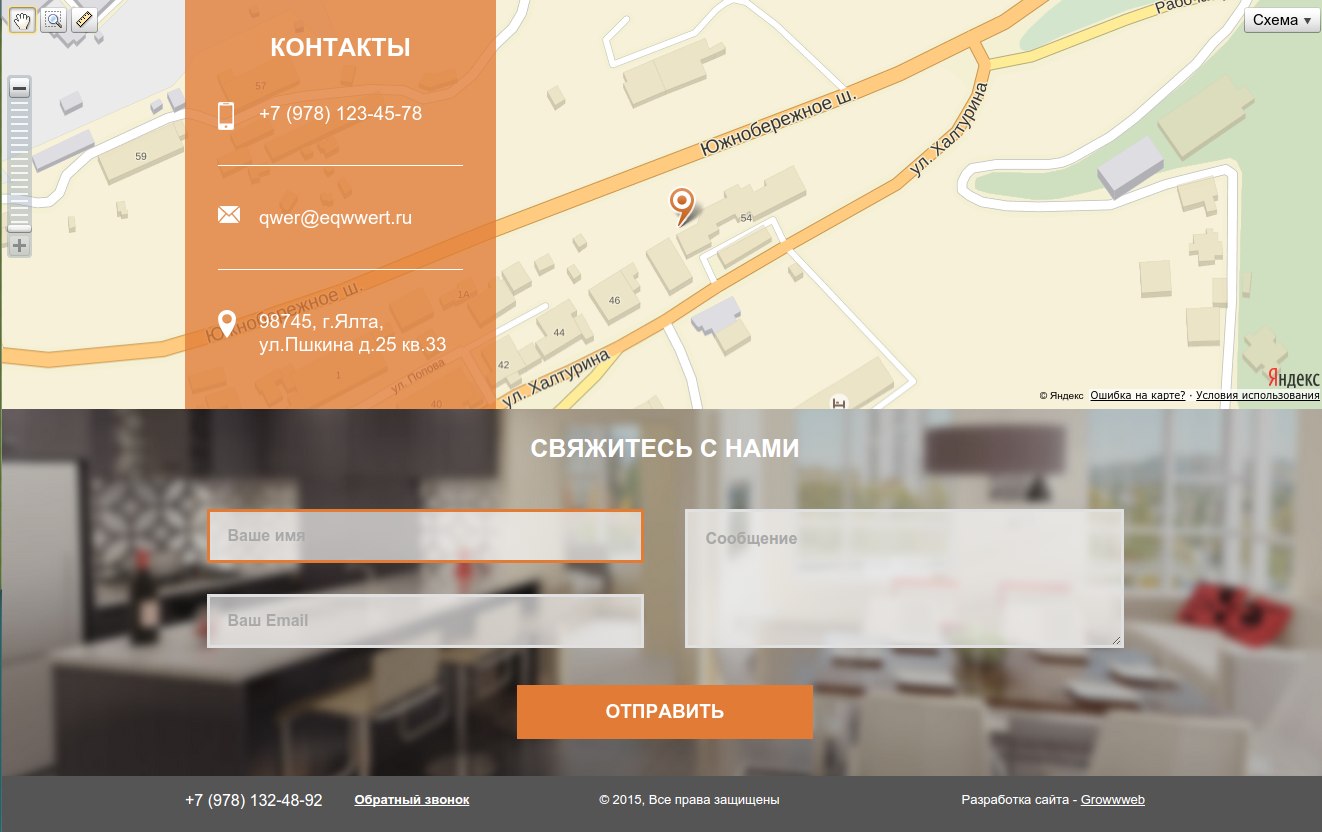 Схема
КОНТАКТЫ
+7 (978) 123-45-78
qwer@eqwwert.ru
98745, г.Ялта,
ул.Пшкина д.25 кв.33
57
59
Южнобережное ш.
ул. Халтурина
54
Южнобережное ш.
14
46
44
42
1
ул. Попова
40
ул. Халтурина
Яндекс
© Яндекс Ошибка на карте? · Условия использования
СВЯЖИТЕСЬ С НАМИ
Ваше имя
Сообщение
Ваш Email
ОТПРАВИТЬ
+7 (978) 132-48-92 Обратный звонок © 2015, Все права защищены Разработка сайта - Growwweb